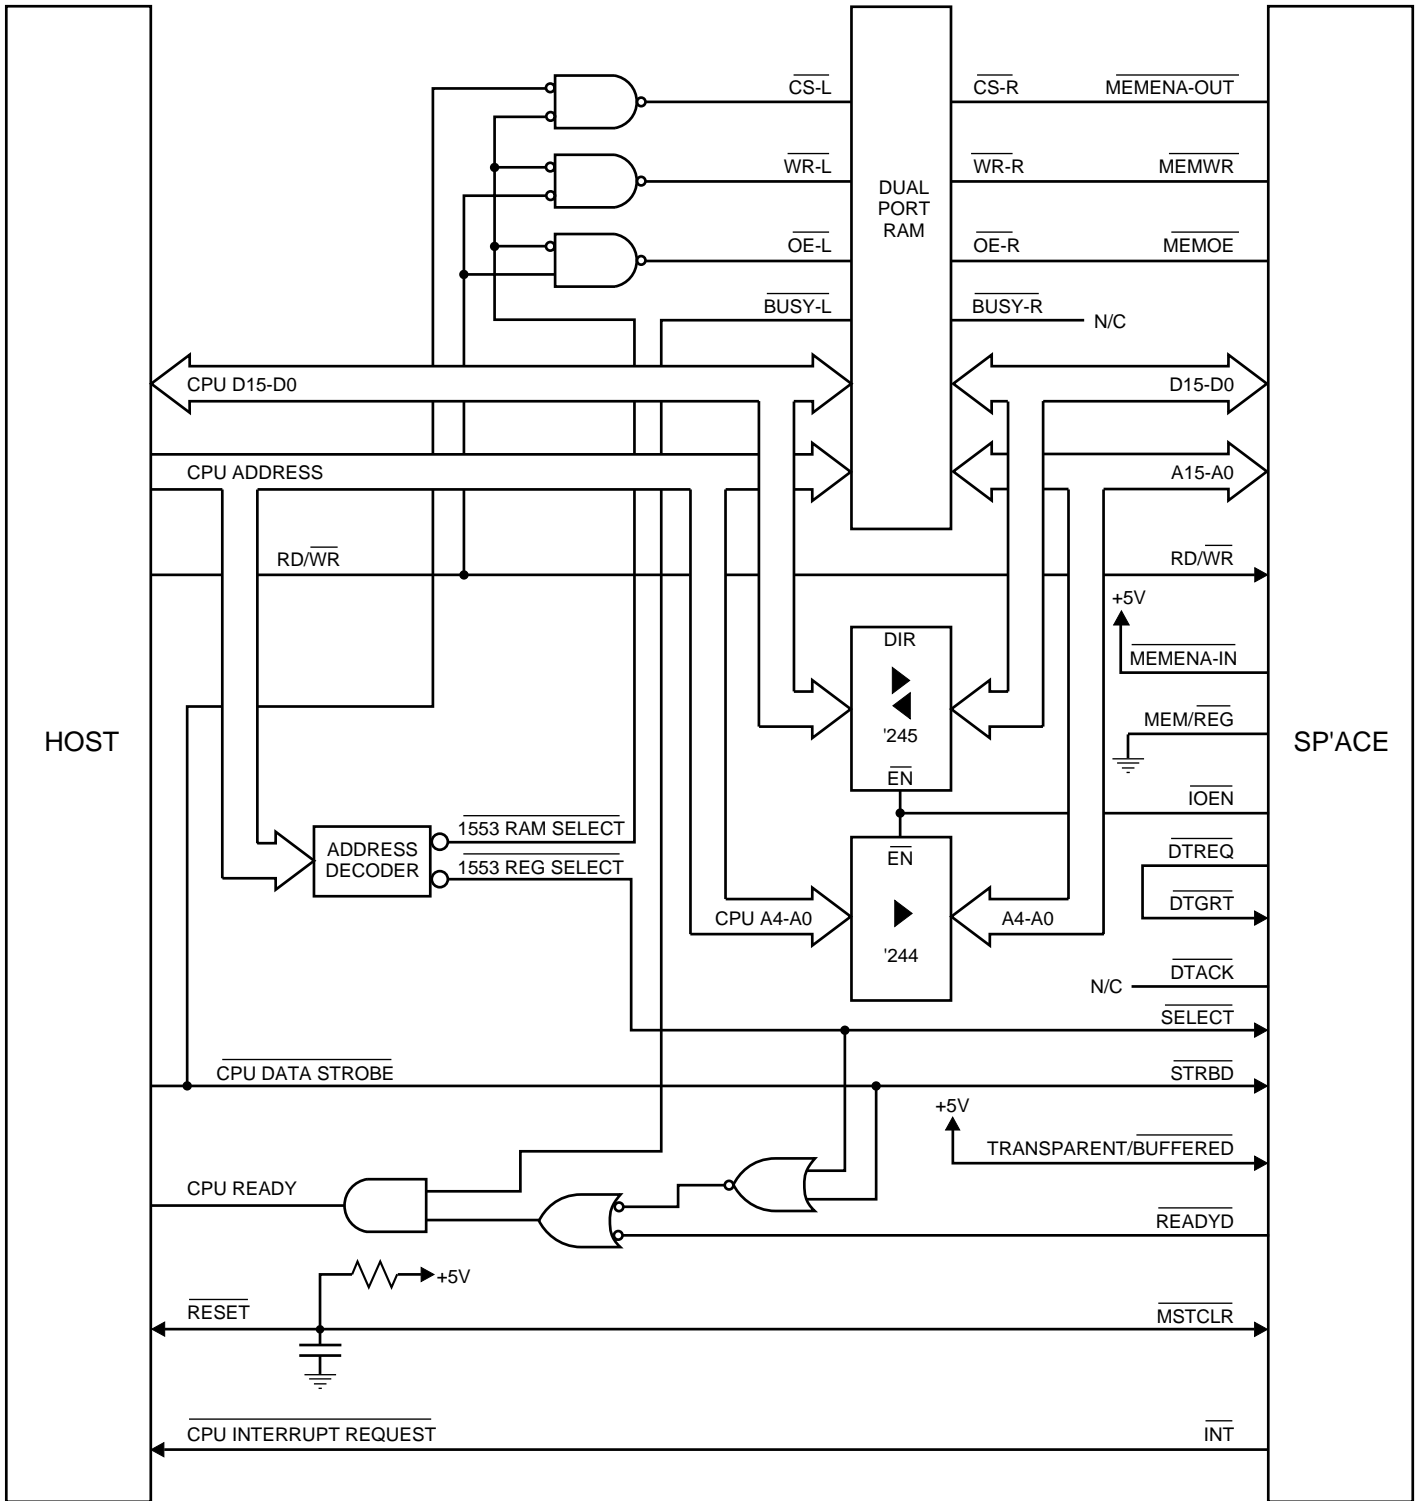 CS-L
CS-R
MEMENA-OUT
WR-L
WR-R
MEMWR
DUAL
PORT
RAM
OE-L
OE-R
MEMOE
BUSY-L
BUSY-R
N/C
CPU D15-D0
D15-D0
CPU ADDRESS
A15-A0
RD/WR
RD/WR
+5V
DIR
MEMENA-IN
MEM/REG
'245
HOST
SP'ACE
EN
IOEN
1553 RAM SELECT
ADDRESS
DECODER
EN
DTREQ
1553 REG SELECT
CPU A4-A0
A4-A0
DTGRT
'244
DTACK
N/C
SELECT
CPU DATA STROBE
STRBD
+5V
TRANSPARENT/BUFFERED
CPU READY
READYD
+5V
RESET
MSTCLR
CPU INTERRUPT REQUEST
INT